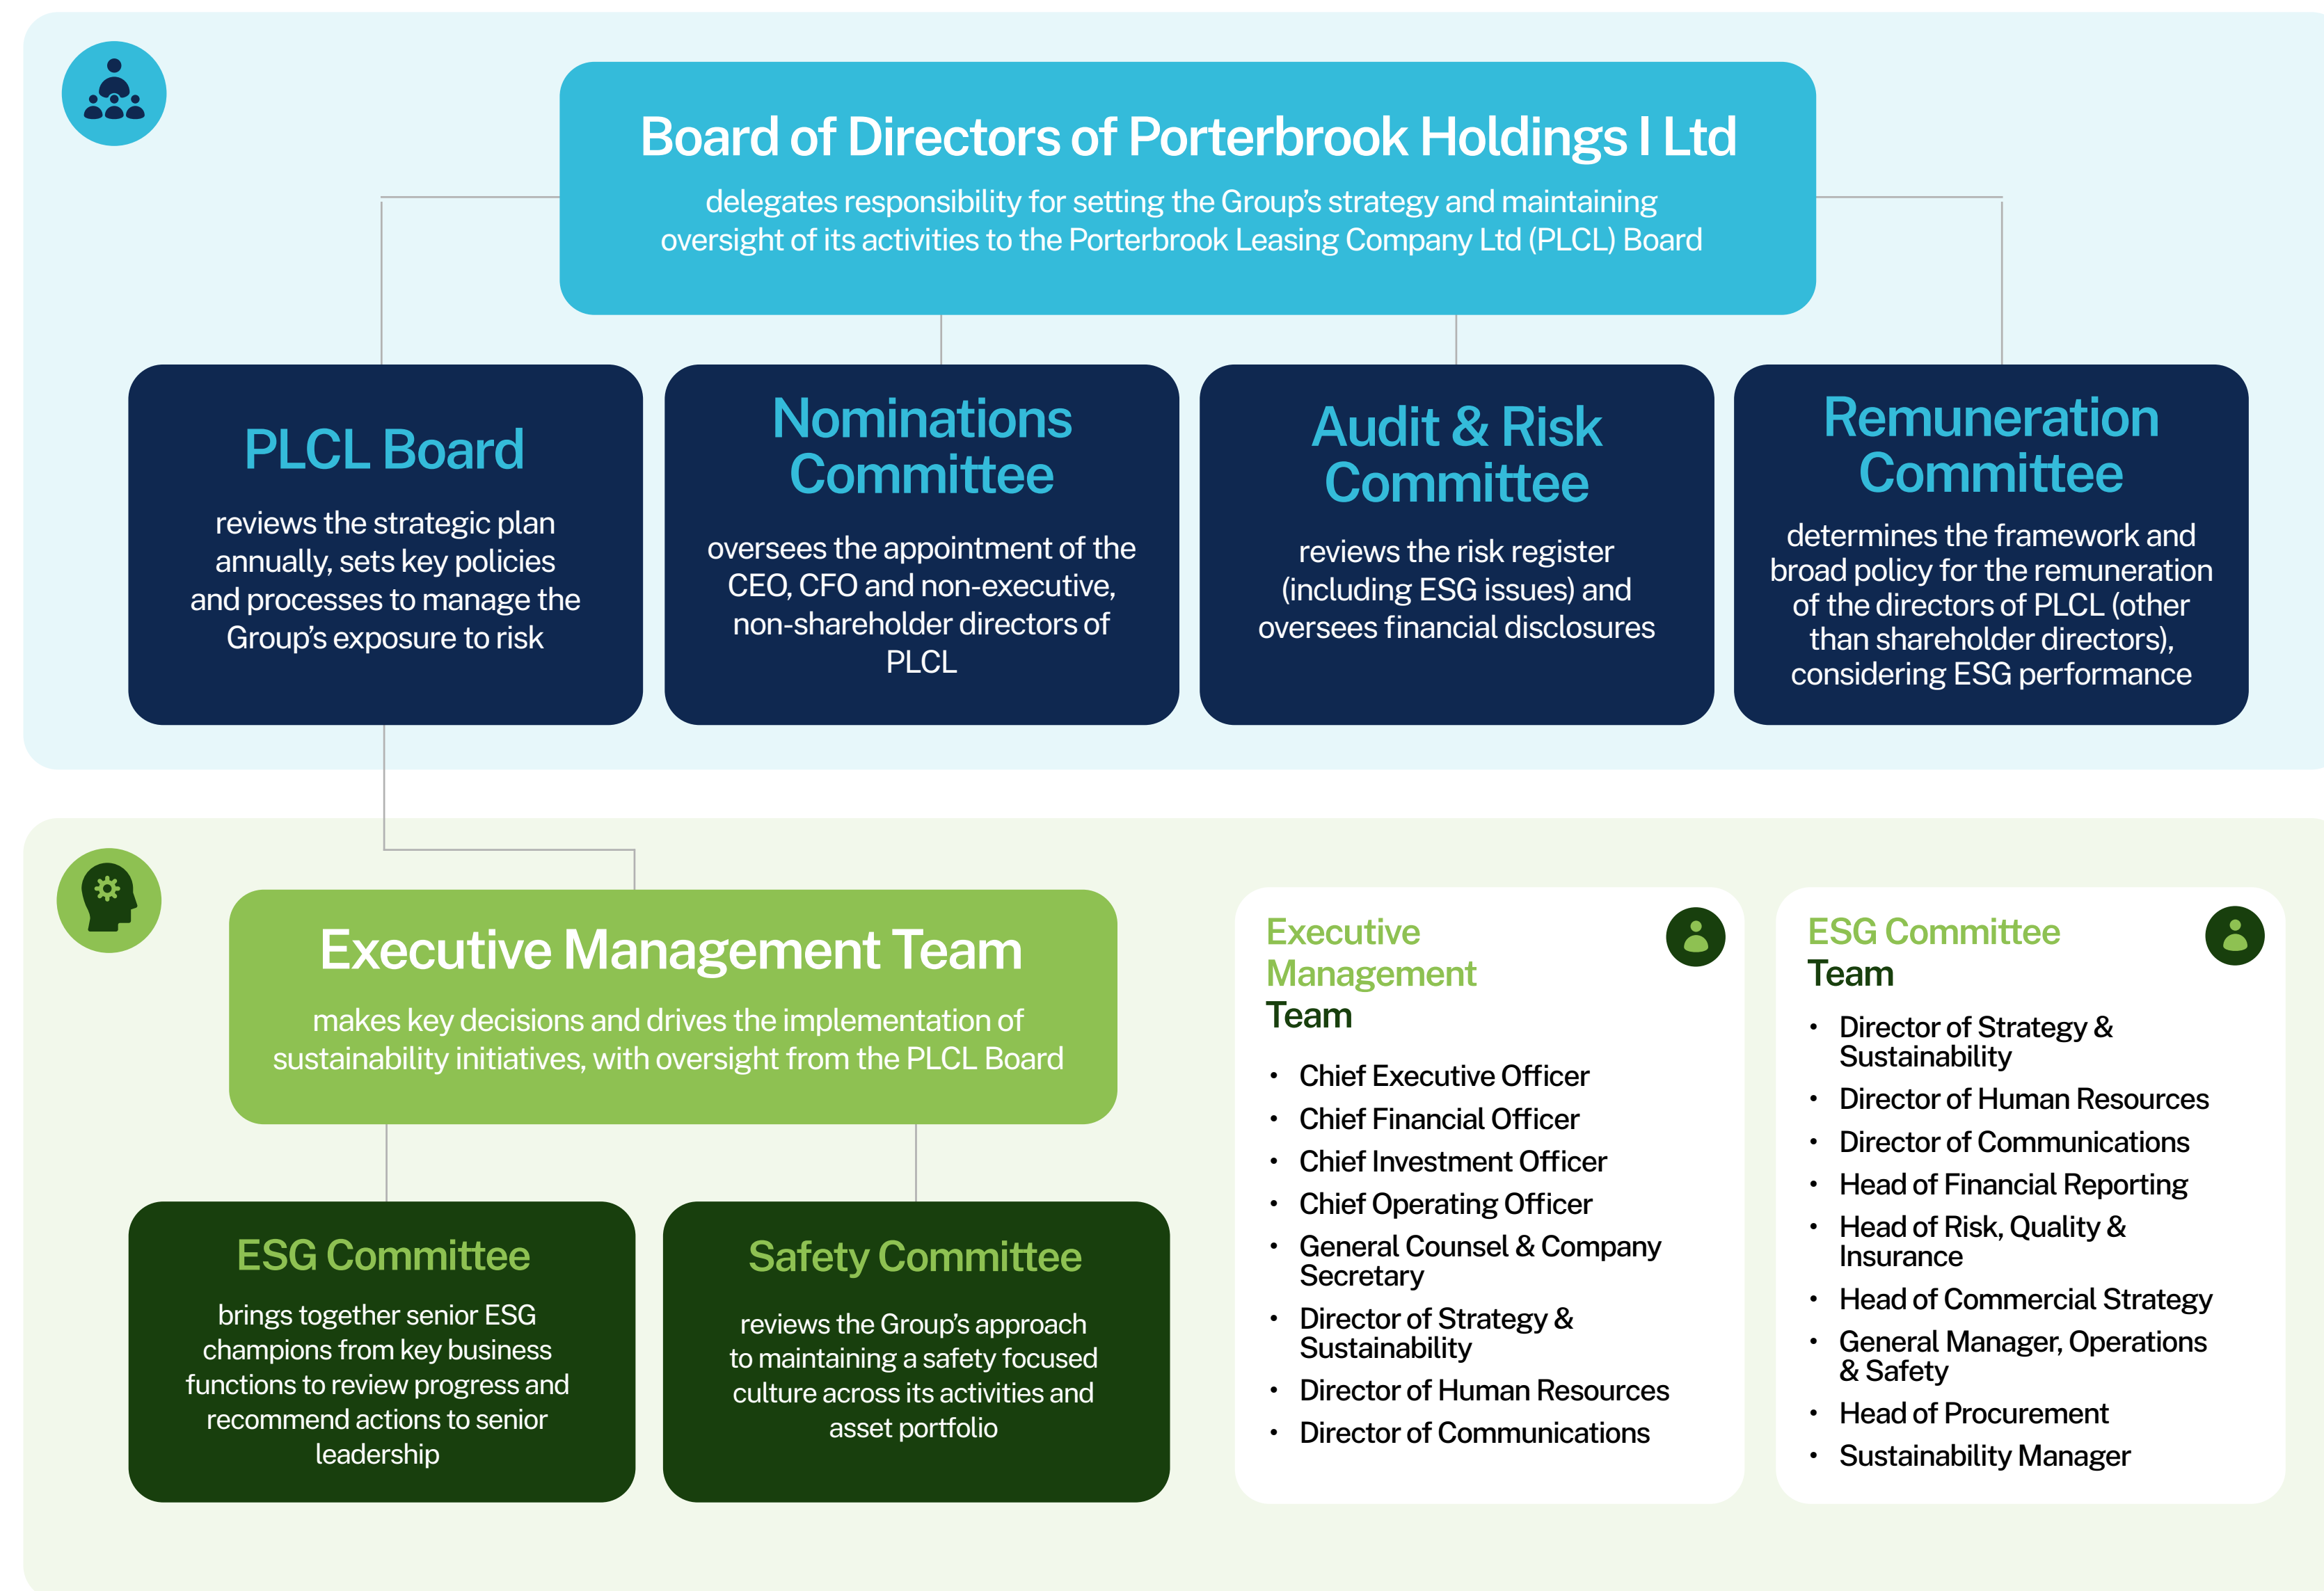 Board of Directors of Porterbrook Holdings I Ltd
delegates responsibility for setting the Group’s strategy and maintaining
oversight of its activities to the Porterbrook Leasing Company Ltd (PLCL) Board
PLCL Board
reviews the strategic plan
annually, sets key policies
and processes to manage the
Group’s exposure to risk
Nominations
Committee
oversees the appointment of the
CEO, CFO and non-executive,
non-shareholder directors of
PLCL
Audit & Risk
Committee
reviews the risk register
(including ESG issues) and
oversees financial disclosures
Remuneration
Committee
determines the framework and
broad policy for the remuneration
of the directors of PLCL (other
than shareholder directors),
considering ESG performance
Executive Management Team
makes key decisions and drives the implementation of
sustainability initiatives, with oversight from the PLCL Board
ESG Committee
brings together senior ESG
champions from key business
functions to review progress and
recommend actions to senior
leadership
Safety Committee
reviews the Group’s approach
to maintaining a safety focused
culture across its activities and
asset portfolio
Executive
Management
Team
• Chief Executive Officer
• Chief Financial Officer
• Chief Investment Officer
• Chief Operating Officer
• General Counsel & Company
Secretary
• Director of Strategy &
Sustainability
• Director of Human Resources
• Director of Communications
ESG Committee
Team
• Director of Strategy &
Sustainability
• Director of Human Resources
• Director of Communications
• Head of Financial Reporting
• Head of Risk, Quality &
Insurance
• Head of Commercial Strategy
• General Manager, Operations
& Safety
• Head of Procurement
• Sustainability Manager